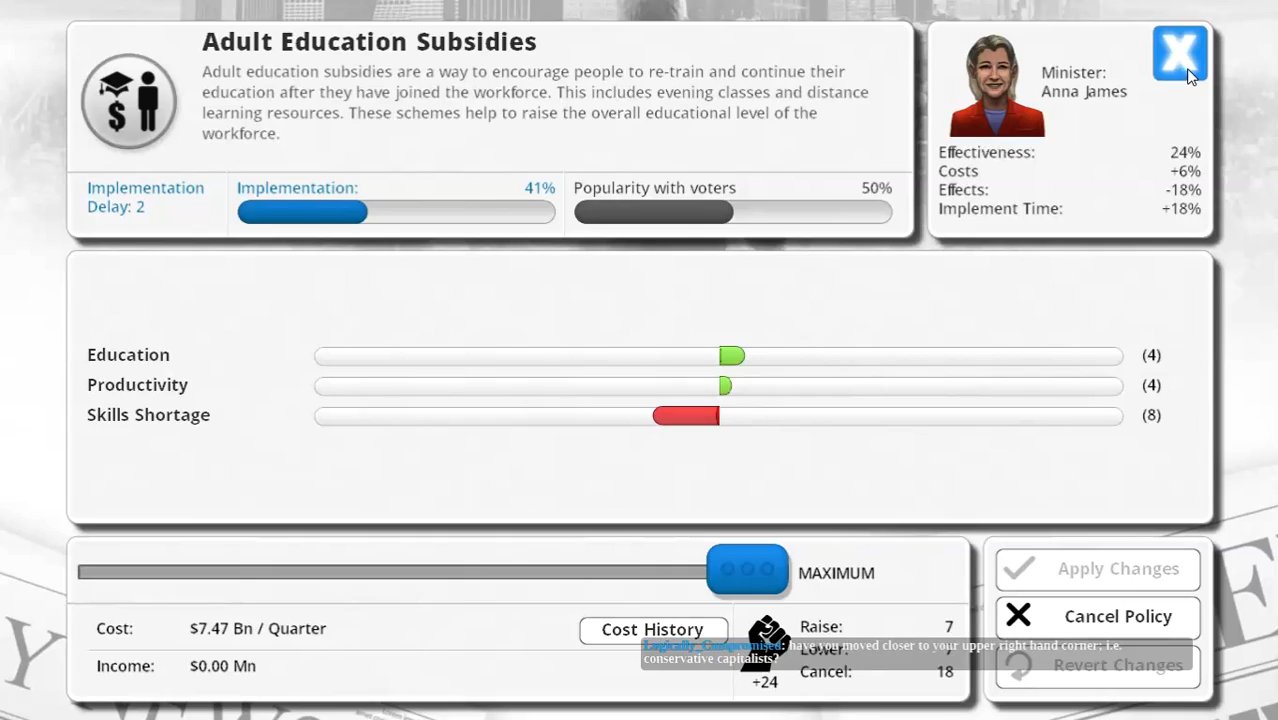 Adult Education Subsidies
Adult education subsidies are a way to encourage people to re-train and continue their
education after they have joined the workforce. This includes evening classes and distance
learning resources. These schemes help to raise the overall educational level of the
workforce.
Implementation
Delay: 2
Implementation: 41%
Popularity with voters 50%
X
Minister:
Anna James
Effectiveness: 24%
Costs +6%
Effects: -18%
Implement Time: +18%
Education (4)
Productivity (4)
Skills Shortage (8)
MAXIMUM
Cost: $7.47 Bn / Quarter
Income: $0.00 Mn
Cost History
+24
Raise: 7
Lower: 7
Cancel: 18
Apply Changes
Cancel Policy
Revert Changes
Logically_Compromised: have you moved closer to your upper right hand corner; i.e.
conservative capitalists?